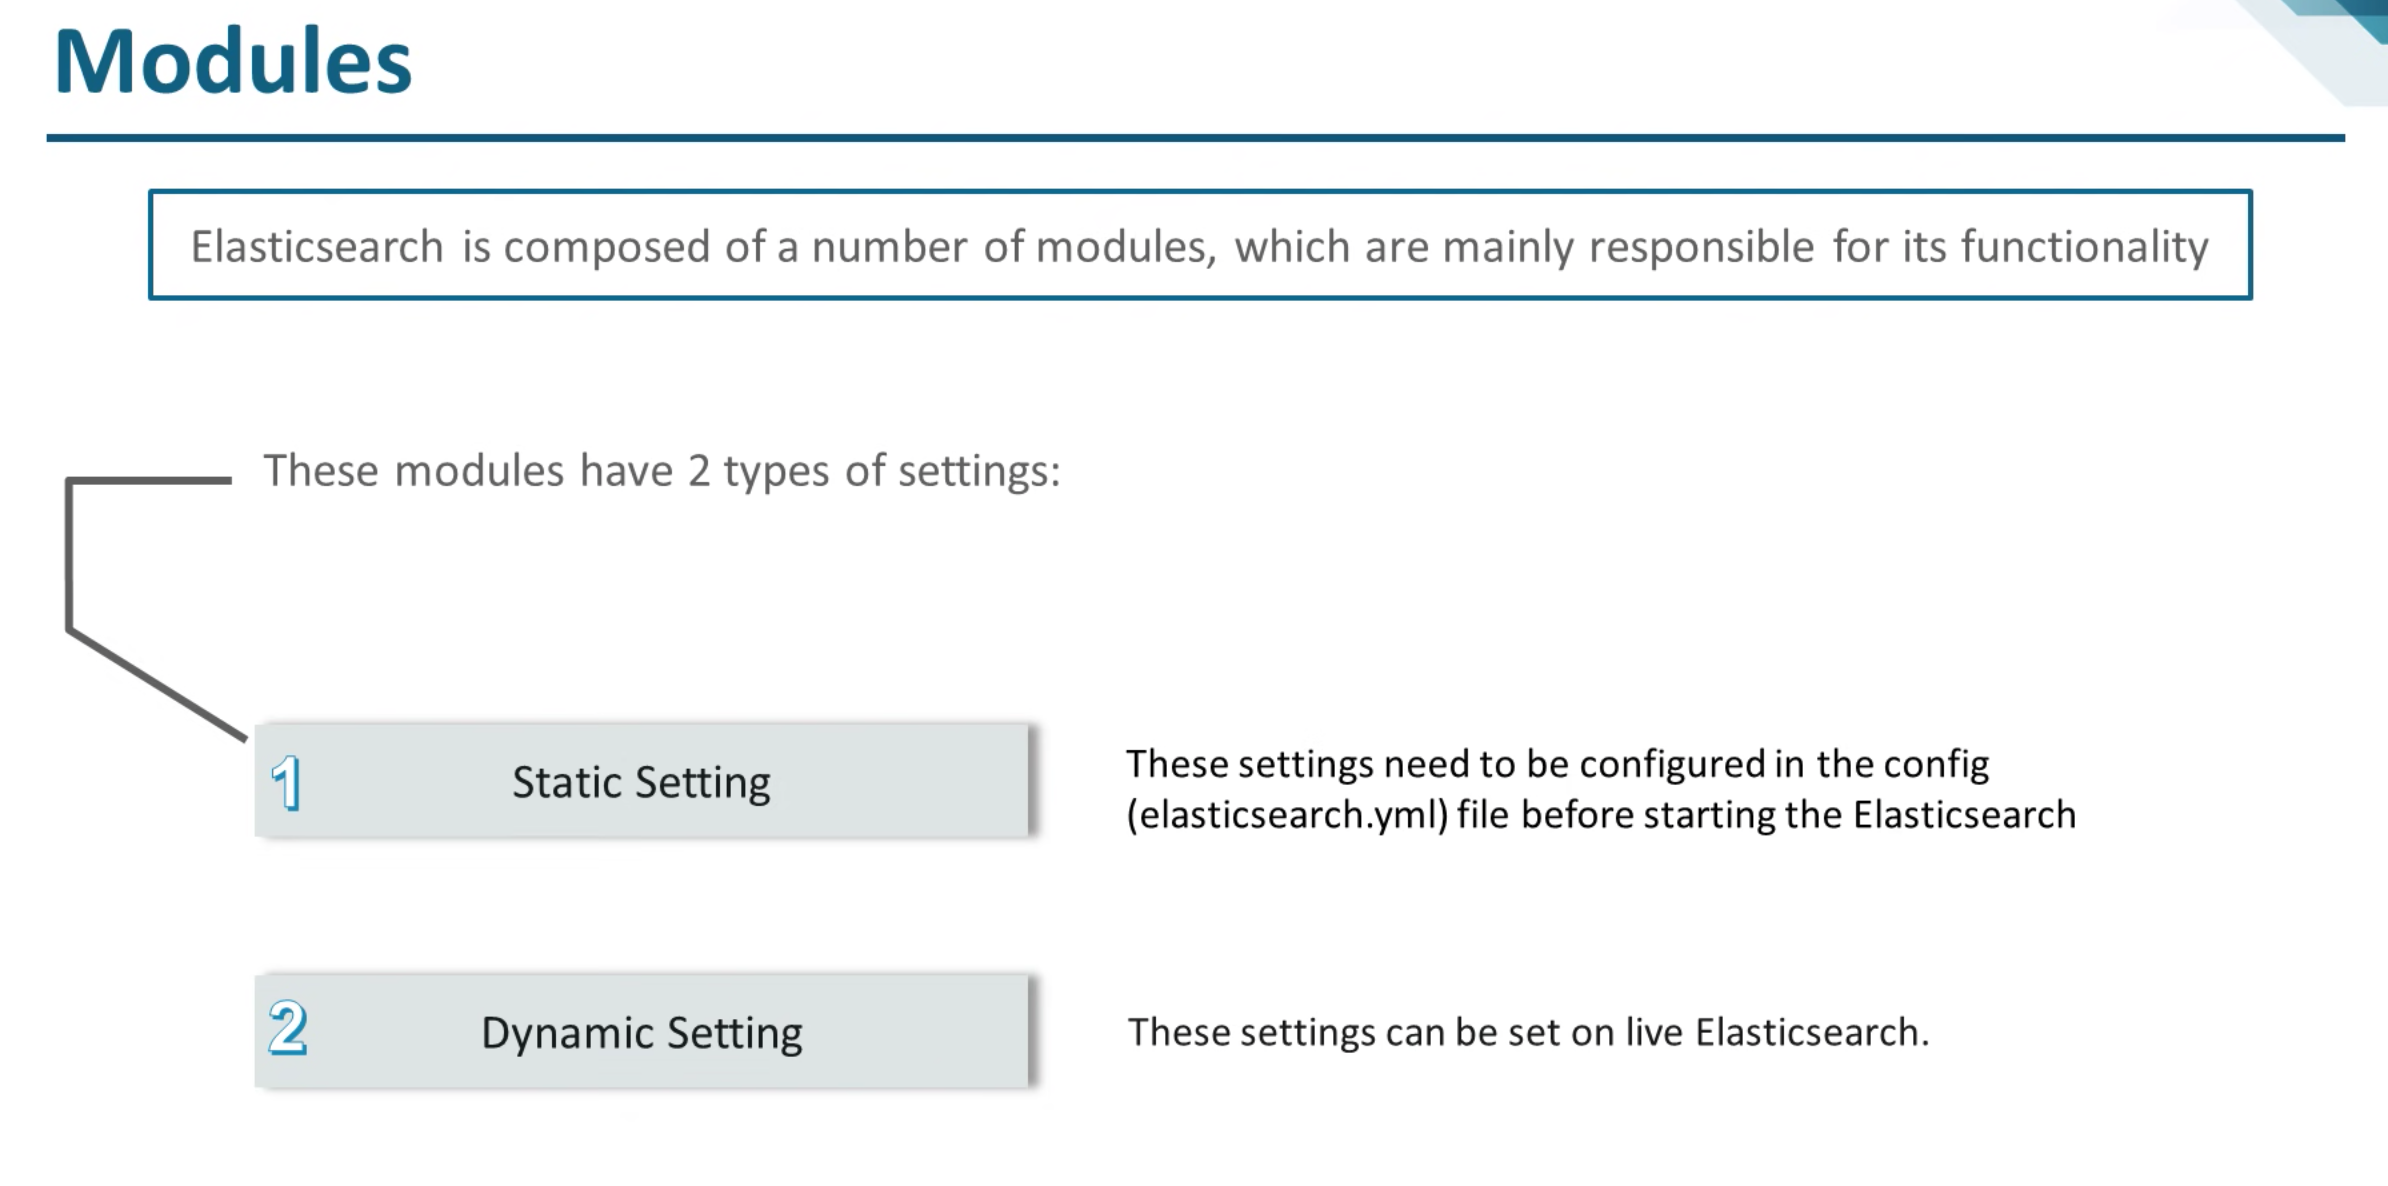 Modules
Elasticsearch is composed of a number of modules, which are mainly responsible for its functionality
These modules have 2 types of settings:
1 Static Setting
These settings need to be configured in the config
(elasticsearch.yml) file before starting the Elasticsearch
2 Dynamic Setting
These settings can be set on live Elasticsearch.